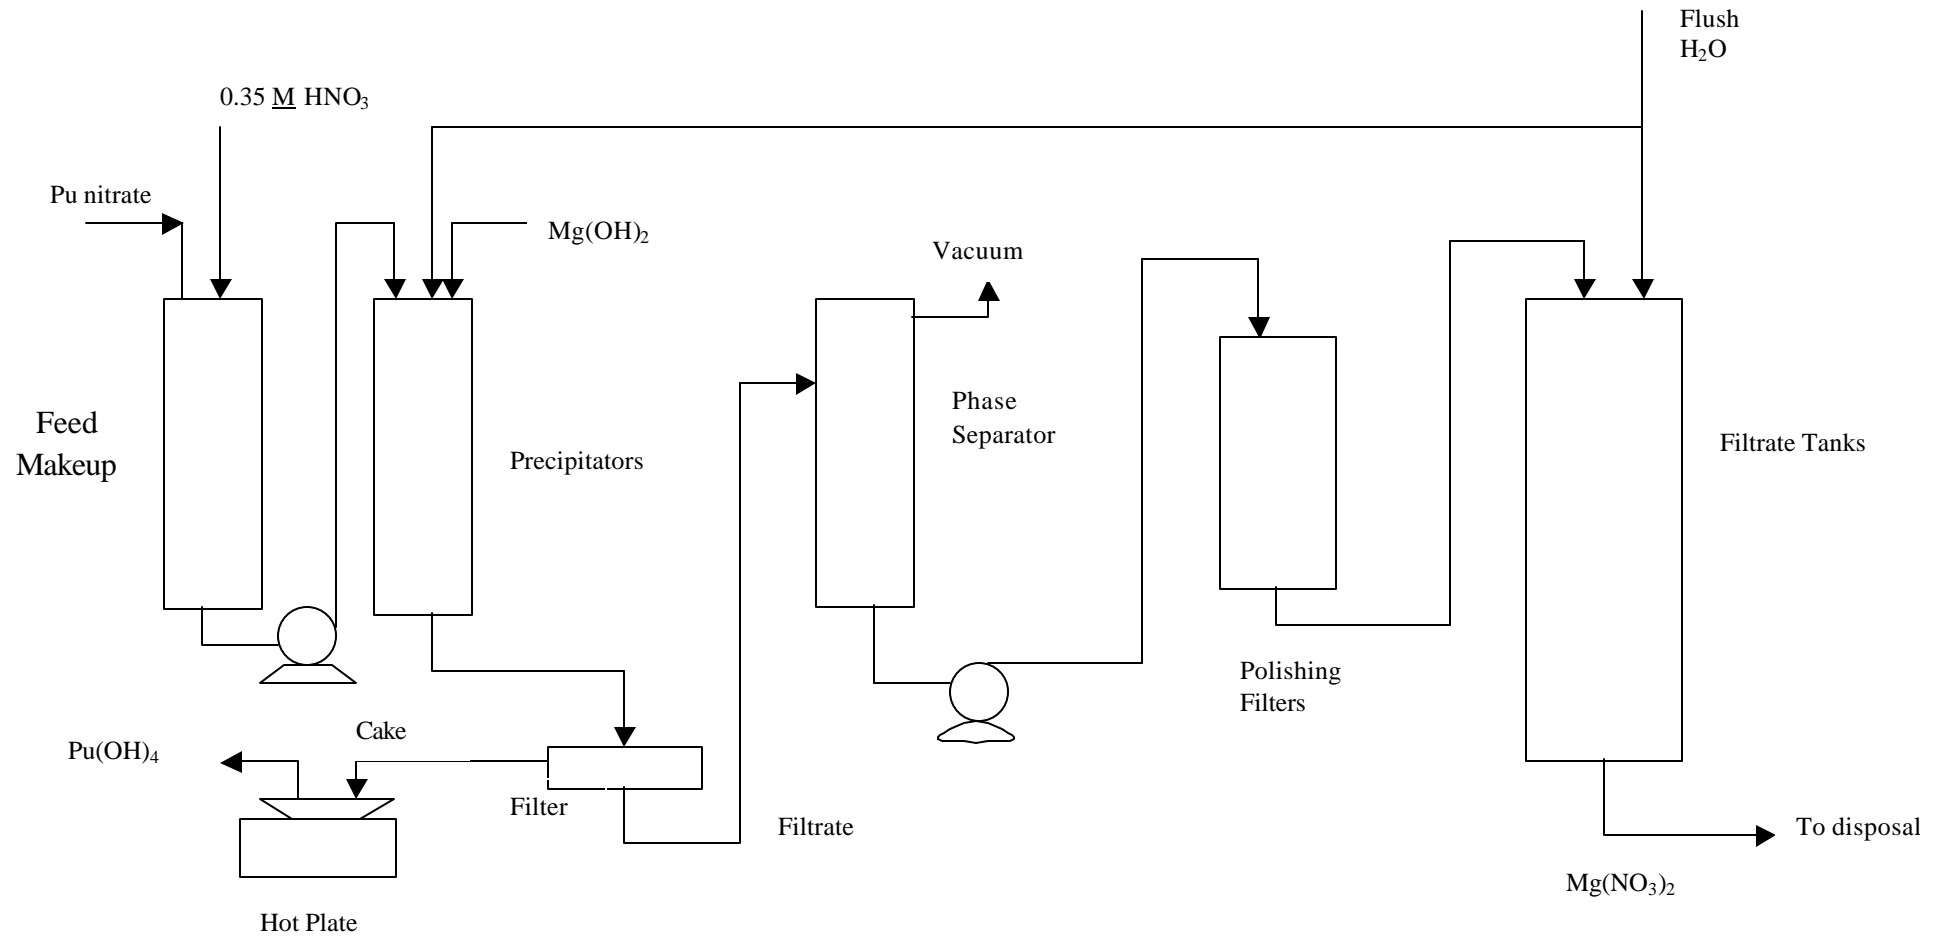 Flush
H₂O
0.35 M HNO₃
Pu nitrate
Mg(OH)₂
Vacuum
Phase
Separator
Feed
Makeup
Precipitators
Filtrate Tanks
Polishing
Filters
Cake
Pu(OH)₄
Filter
Filtrate
To disposal
Mg(NO₃)₂
Hot Plate